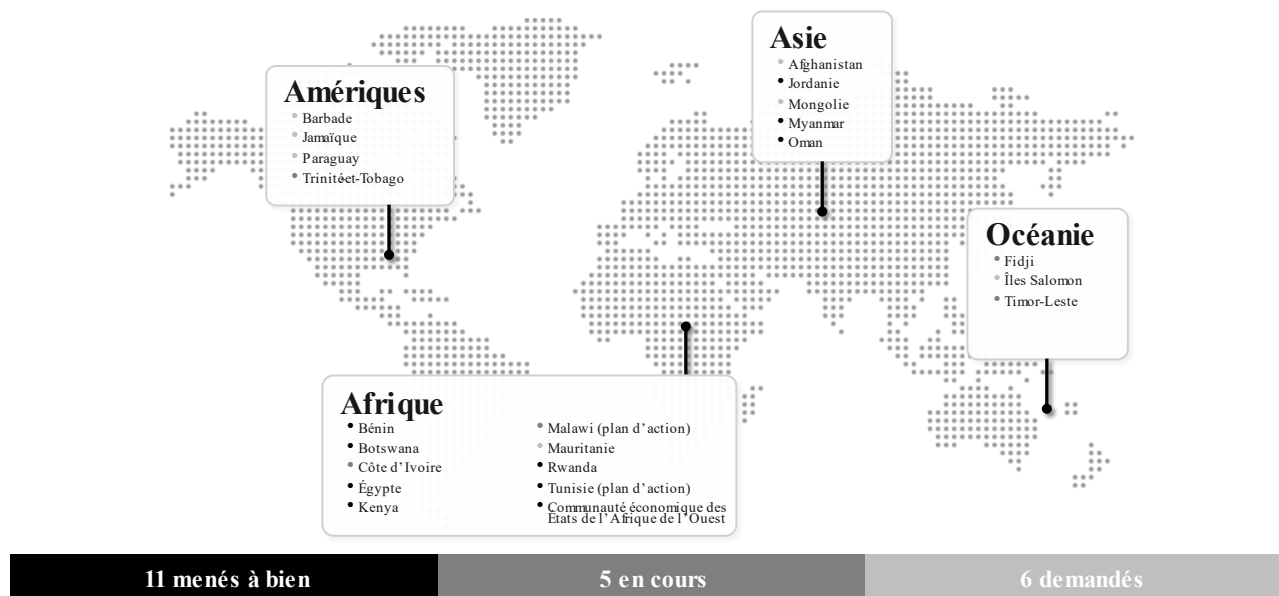 Amériques
Barbade
Jamaïque
Paraguay
Trinitéet-Tobago
Asie
Afghanistan
Jordanie
Mongolie
Myanmar
Oman
Océanie
Fidji
Îles Salomon
Timor-Leste
Afrique
Bénin
Botswana
Côte d’Ivoire
Égypte
Kenya
Malawi (plan d’action)
Mauritanie
Rwanda
Tunisie (plan d’action)
Communauté économique des
États de l’Afrique de l’Ouest
11 menés à bien
5 en cours
6 demandés